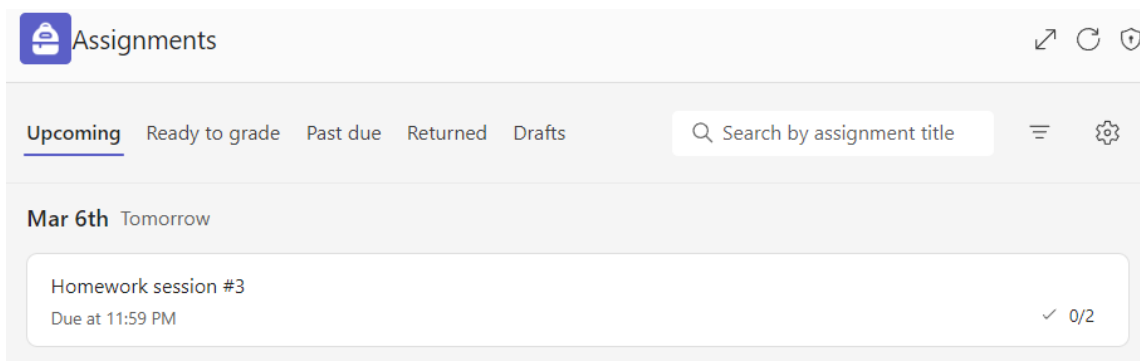 Assignments
Upcoming Ready to grade Past due Returned Drafts Search by assignment title
Mar 6th Tomorrow
Homework session #3
Due at 11:59 PM 0/2